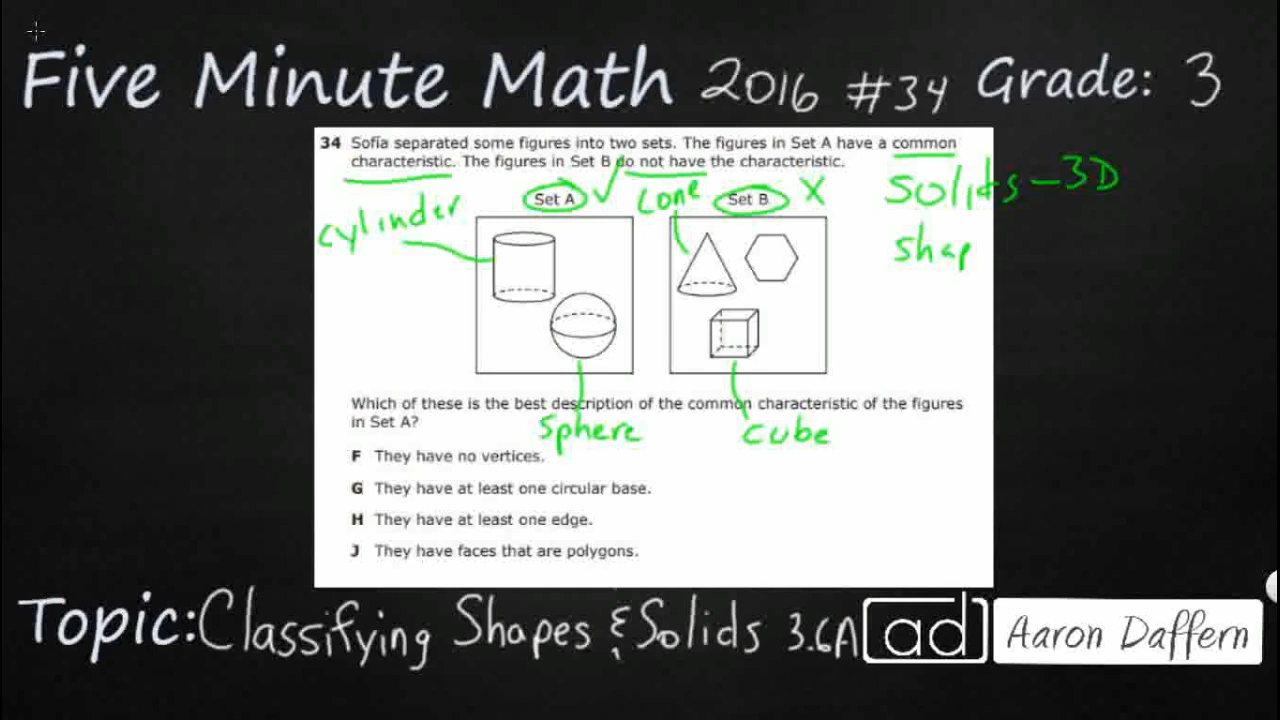 Five Minute Math 2016 #34 Grade: 3
34 Sofía separated some figures into two sets. The figures in Set A have a common
characteristic. The figures in Set B do not have the characteristic.
Solids - 3D
shap
cylinder
Set A
cone
Set B X
sphere
cube
Which of these is the best description of the common characteristic of the figures
in Set A?
F They have no vertices.
G They have at least one circular base.
H They have at least one edge.
J They have faces that are polygons.
Topic: Classifying Shapes & Solids 3.6A ad Aaron Daffern